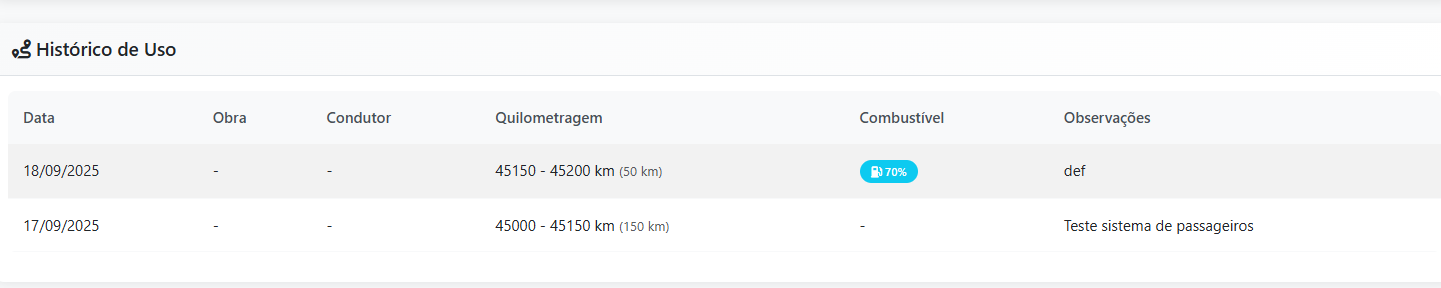 Histórico de Uso
Data Obra Condutor Quilometragem Combustível Observações
18/09/2025 - - 45150 - 45200 km (50 km) 70% def
17/09/2025 - - 45000 - 45150 km (150 km) - Teste sistema de passageiros